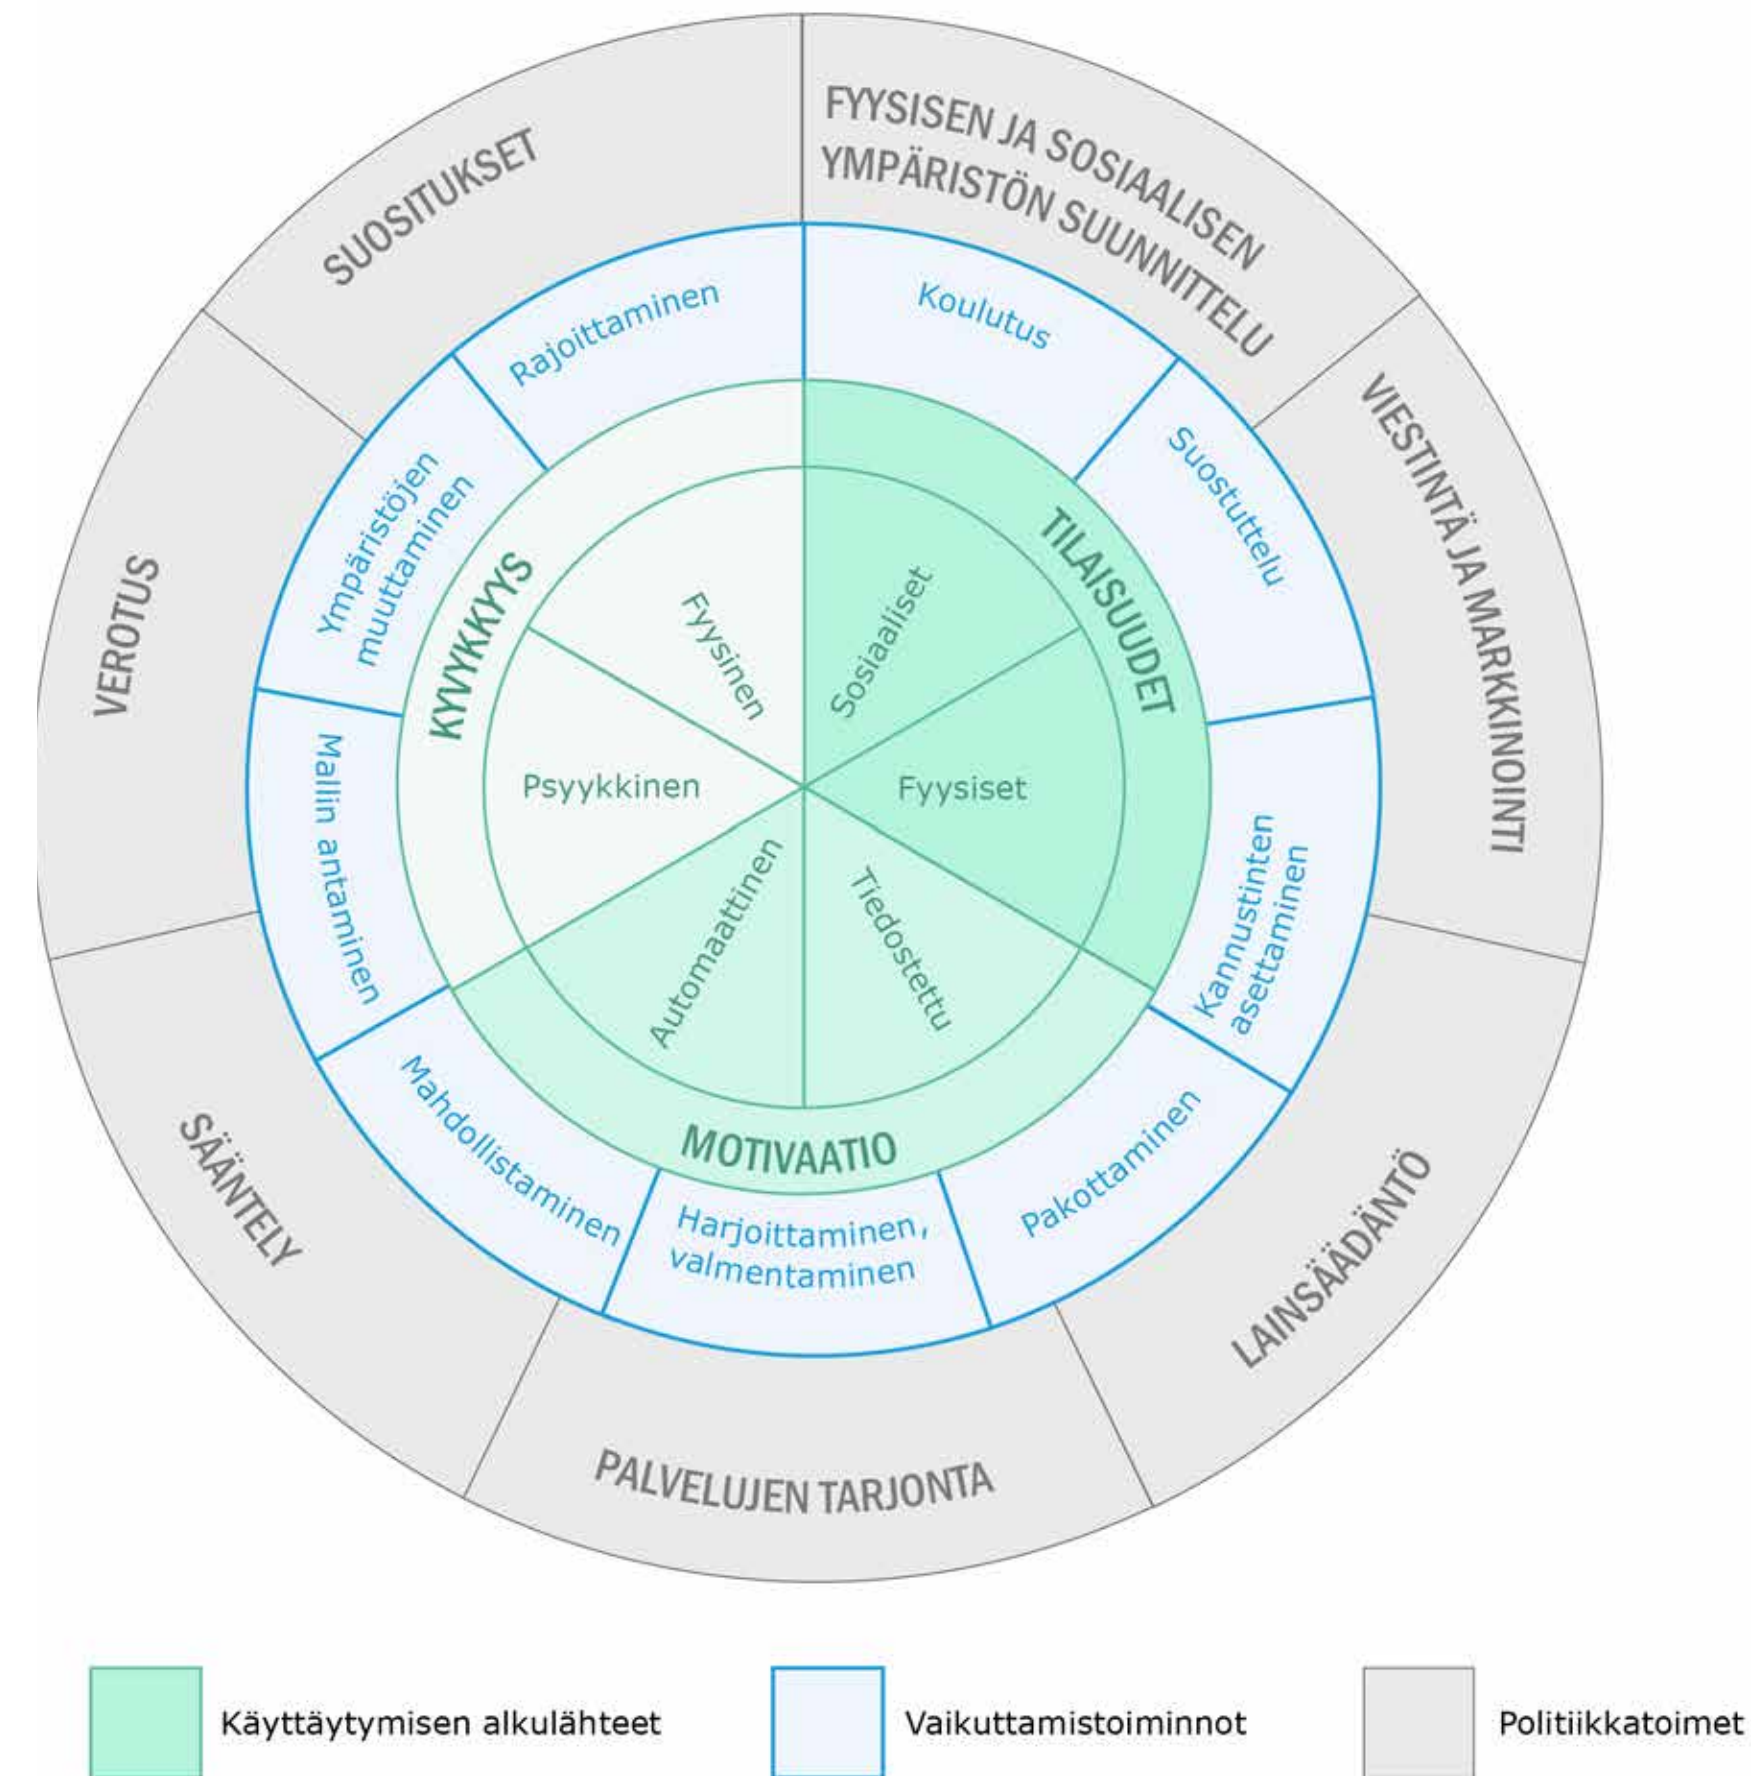 FYYSISEN JA SOSIAALISEN
YMPÄRISTÖN SUUNNITTELU
VIESTINTÄ JA MARKKINOINTI
LAINSÄÄDÄNTÖ
PALVELUJEN TARJONTA
SÄÄNTELY
VEROTUS
SUOSITUKSET
Koulutus
Suostuttelu
Kannustinten
asettaminen
Pakottaminen
Harjoittaminen,
valmentaminen
Mahdollistaminen
Mallin antaminen
Ympäristöjen
muuttaminen
Rajoittaminen
TILAISUUDET
MOTIVAATIO
KYVYKKYYS
Sosiaaliset
Fyysiset
Tiedostettu
Automaattinen
Psyykkinen
Fyysinen
Käyttäytymisen alkulähteet
Vaikuttamistoiminnot
Politiikkatoimet